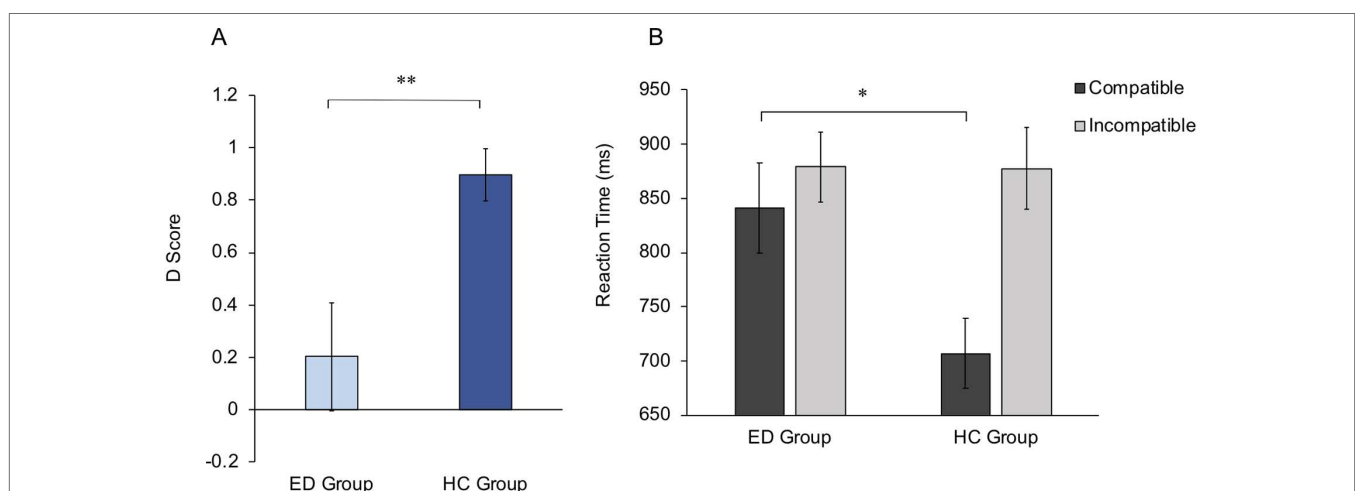 A
**
1.2
1
0.8
0.6
0.4
0.2
0
-0.2
D Score
ED Group
HC Group
B
*
950
900
850
800
750
700
650
Reaction Time (ms)
ED Group
HC Group
Compatible
Incompatible